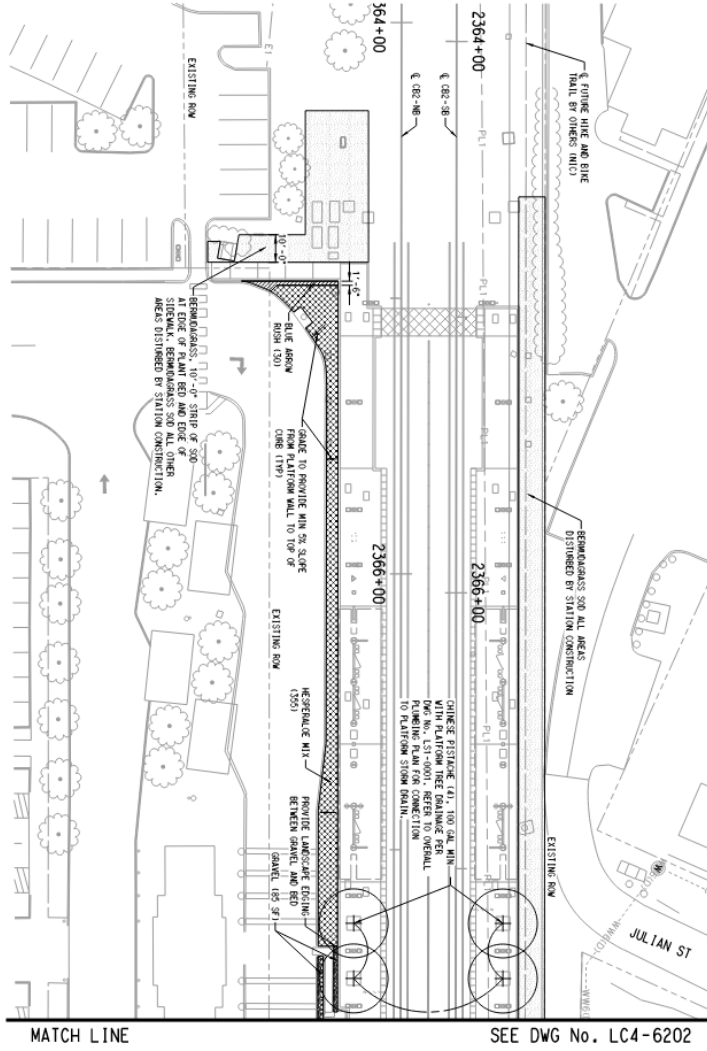 364+00
2364+00
EXISTING ROW
℄ CB2-NB
℄ CB2-SB
PL1
℄ FUTURE HIKE AND BIKE
TRAIL BY OTHERS (NIC)
10'-0"
1'-6"
PL1
BERMUDAGRASS, 10'-0" STRIP OF SOD
AT EDGE OF PLANT BED AND EDGE OF
SIDEWALK. BERMUDAGRASS SOD ALL OTHER
AREAS DISTURBED BY STATION CONSTRUCTION.
BLUE ARROW
RUSH (30)
GRADE TO PROVIDE MIN 5% SLOPE
FROM PLATFORM WALL TO TOP OF
CURB (TYP)
PL1
2366+00
2366+00
BERMUDAGRASS SOD ALL AREAS
DISTURBED BY STATION CONSTRUCTION
EXISTING ROW
HESPERALOE MIX
(355)
CHINESE PISTACHE (4), 100 GAL MIN
WITH PLATFORM TREE DRAINAGE PER
DWG No. LS1-0001. REFER TO OVERALL
PLUMBING PLAN FOR CONNECTION
TO PLATFORM STORM DRAIN.
PL1
PROVIDE LANDSCAPE EDGING
BETWEEN GRAVEL AND BED
GRAVEL (85 SF)
EXISTING ROW
JULIAN ST
MATCH LINE
SEE DWG No. LC4-6202